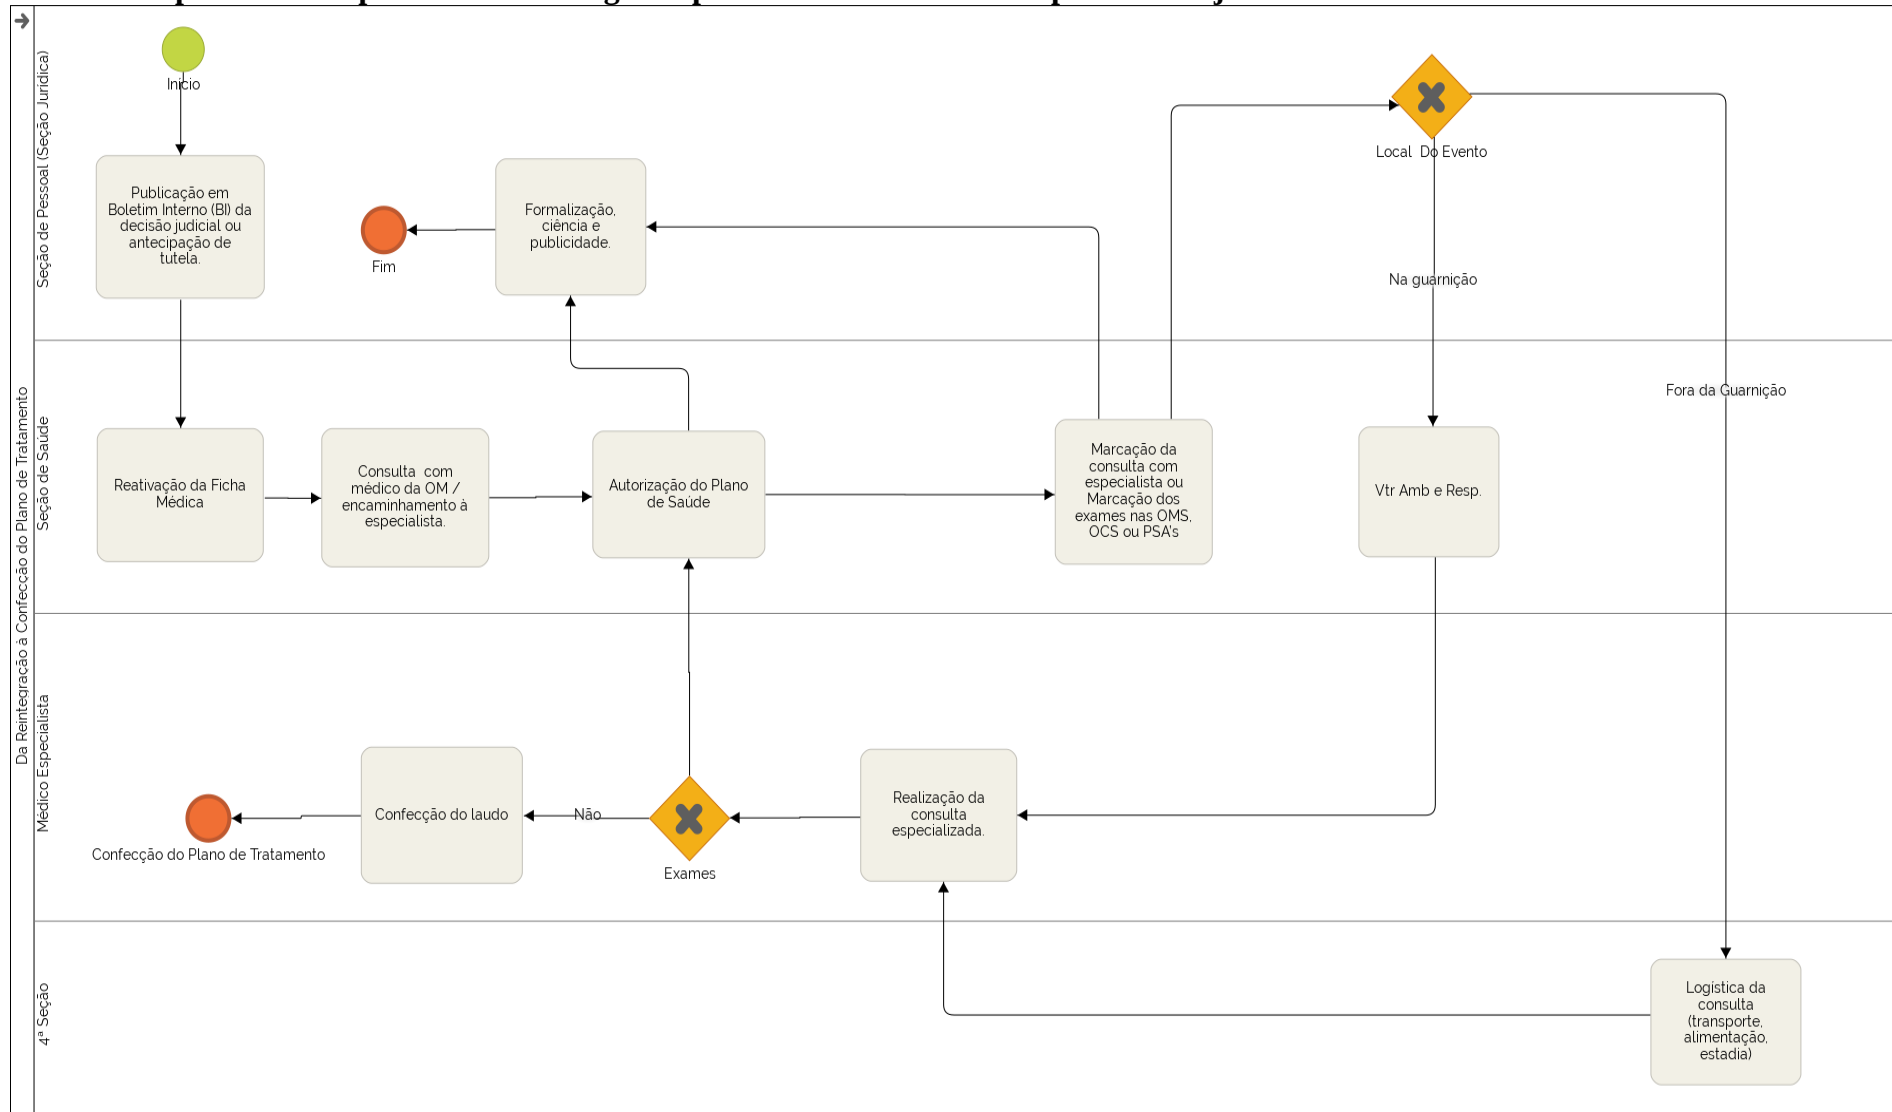 Da Reintegração à Confecção do Plano de Tratamento
Seção de Pessoal (Seção Jurídica)
Início
Publicação em
Boletim Interno (BI) da
decisão judicial ou
antecipação de
tutela.
Fim
Formalização,
ciência e
publicidade.
Local  Do Evento
Na guarnição
Fora da Guarnição
Seção de Saúde
Reativação da Ficha
Médica
Consulta  com
médico da OM /
encaminhamento à
especialista.
Autorização do Plano
de Saúde
Marcação da
consulta com
especialista ou
Marcação dos
exames nas OMS,
OCS ou PSA's
Vtr Amb e Resp.
Médico Especialista
Confecção do Plano de Tratamento
Confecção do laudo
Não
Exames
Realização da
consulta
especializada.
4ª Seção
Logística da
consulta
(transporte,
alimentação,
estadia)